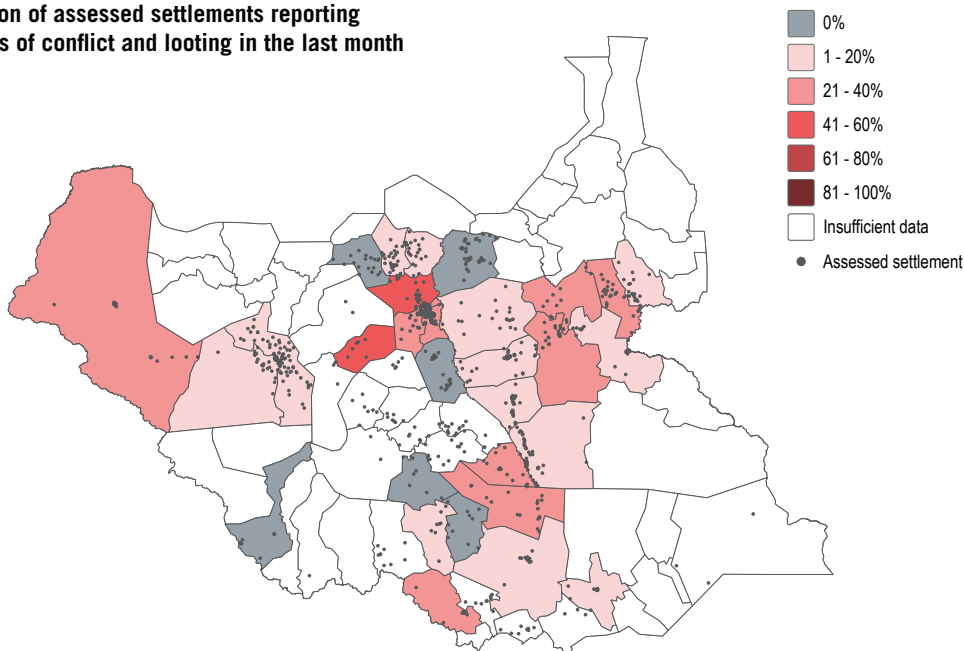 of assessed settlements reporting
of conflict and looting in the last month
0%
1 - 20%
21 - 40%
41 - 60%
61 - 80%
81 - 100%
Insufficient data
Assessed settlement